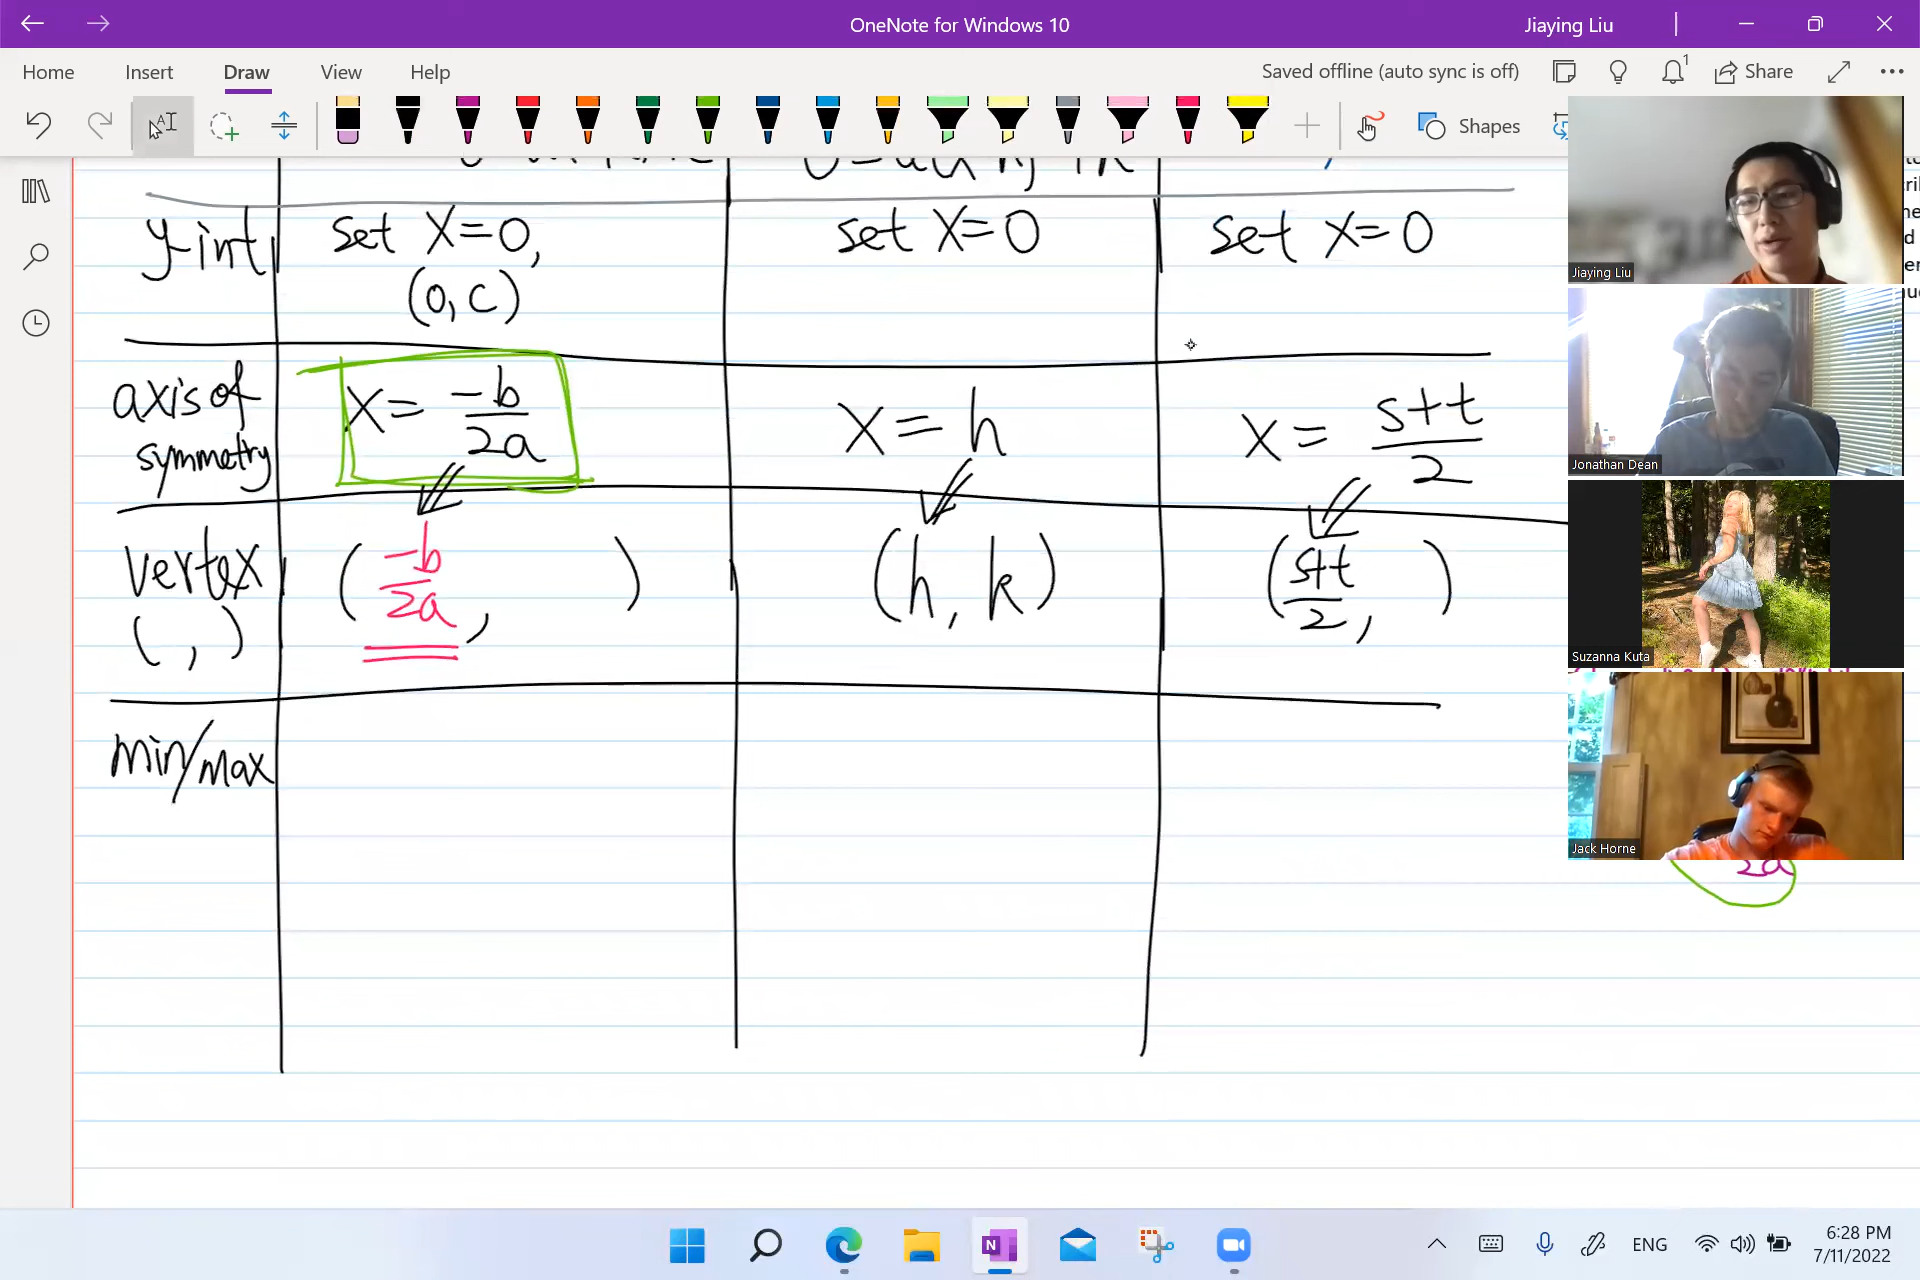 OneNote for Windows 10
Jiaying Liu
Home Insert Draw View Help
Saved offline (auto sync is off)
1
Share
Shapes
y-int
set x=0,
(0, c)
set x=0
set x=0
axis of
symmetry
x = -b/2a
x = h
x = s+t/2
vertex
( , )
( -b/2a , )
(h, k)
( s+t/2 , )
min/max
Jiaying Liu
Jonathan Dean
Suzanna Kuta
Jack Horne
2a
ENG
6:28 PM
7/11/2022